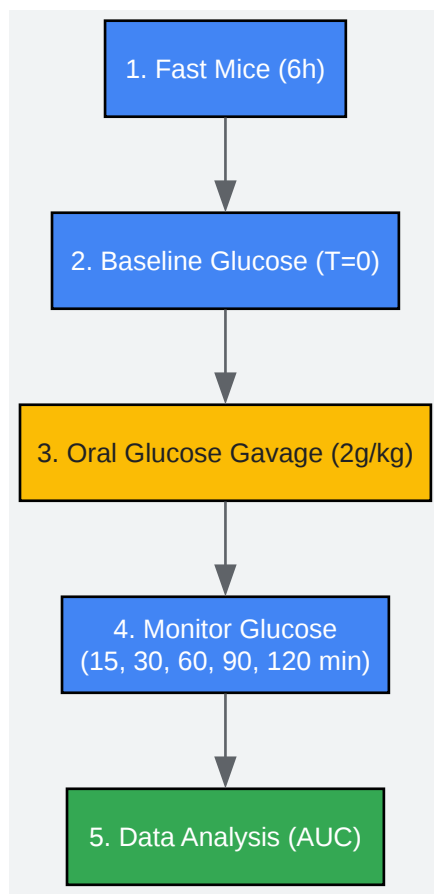 1. Fast Mice (6h)
2. Baseline Glucose (T=0)
3. Oral Glucose Gavage (2g/kg)
4. Monitor Glucose
(15, 30, 60, 90, 120 min)
5. Data Analysis (AUC)